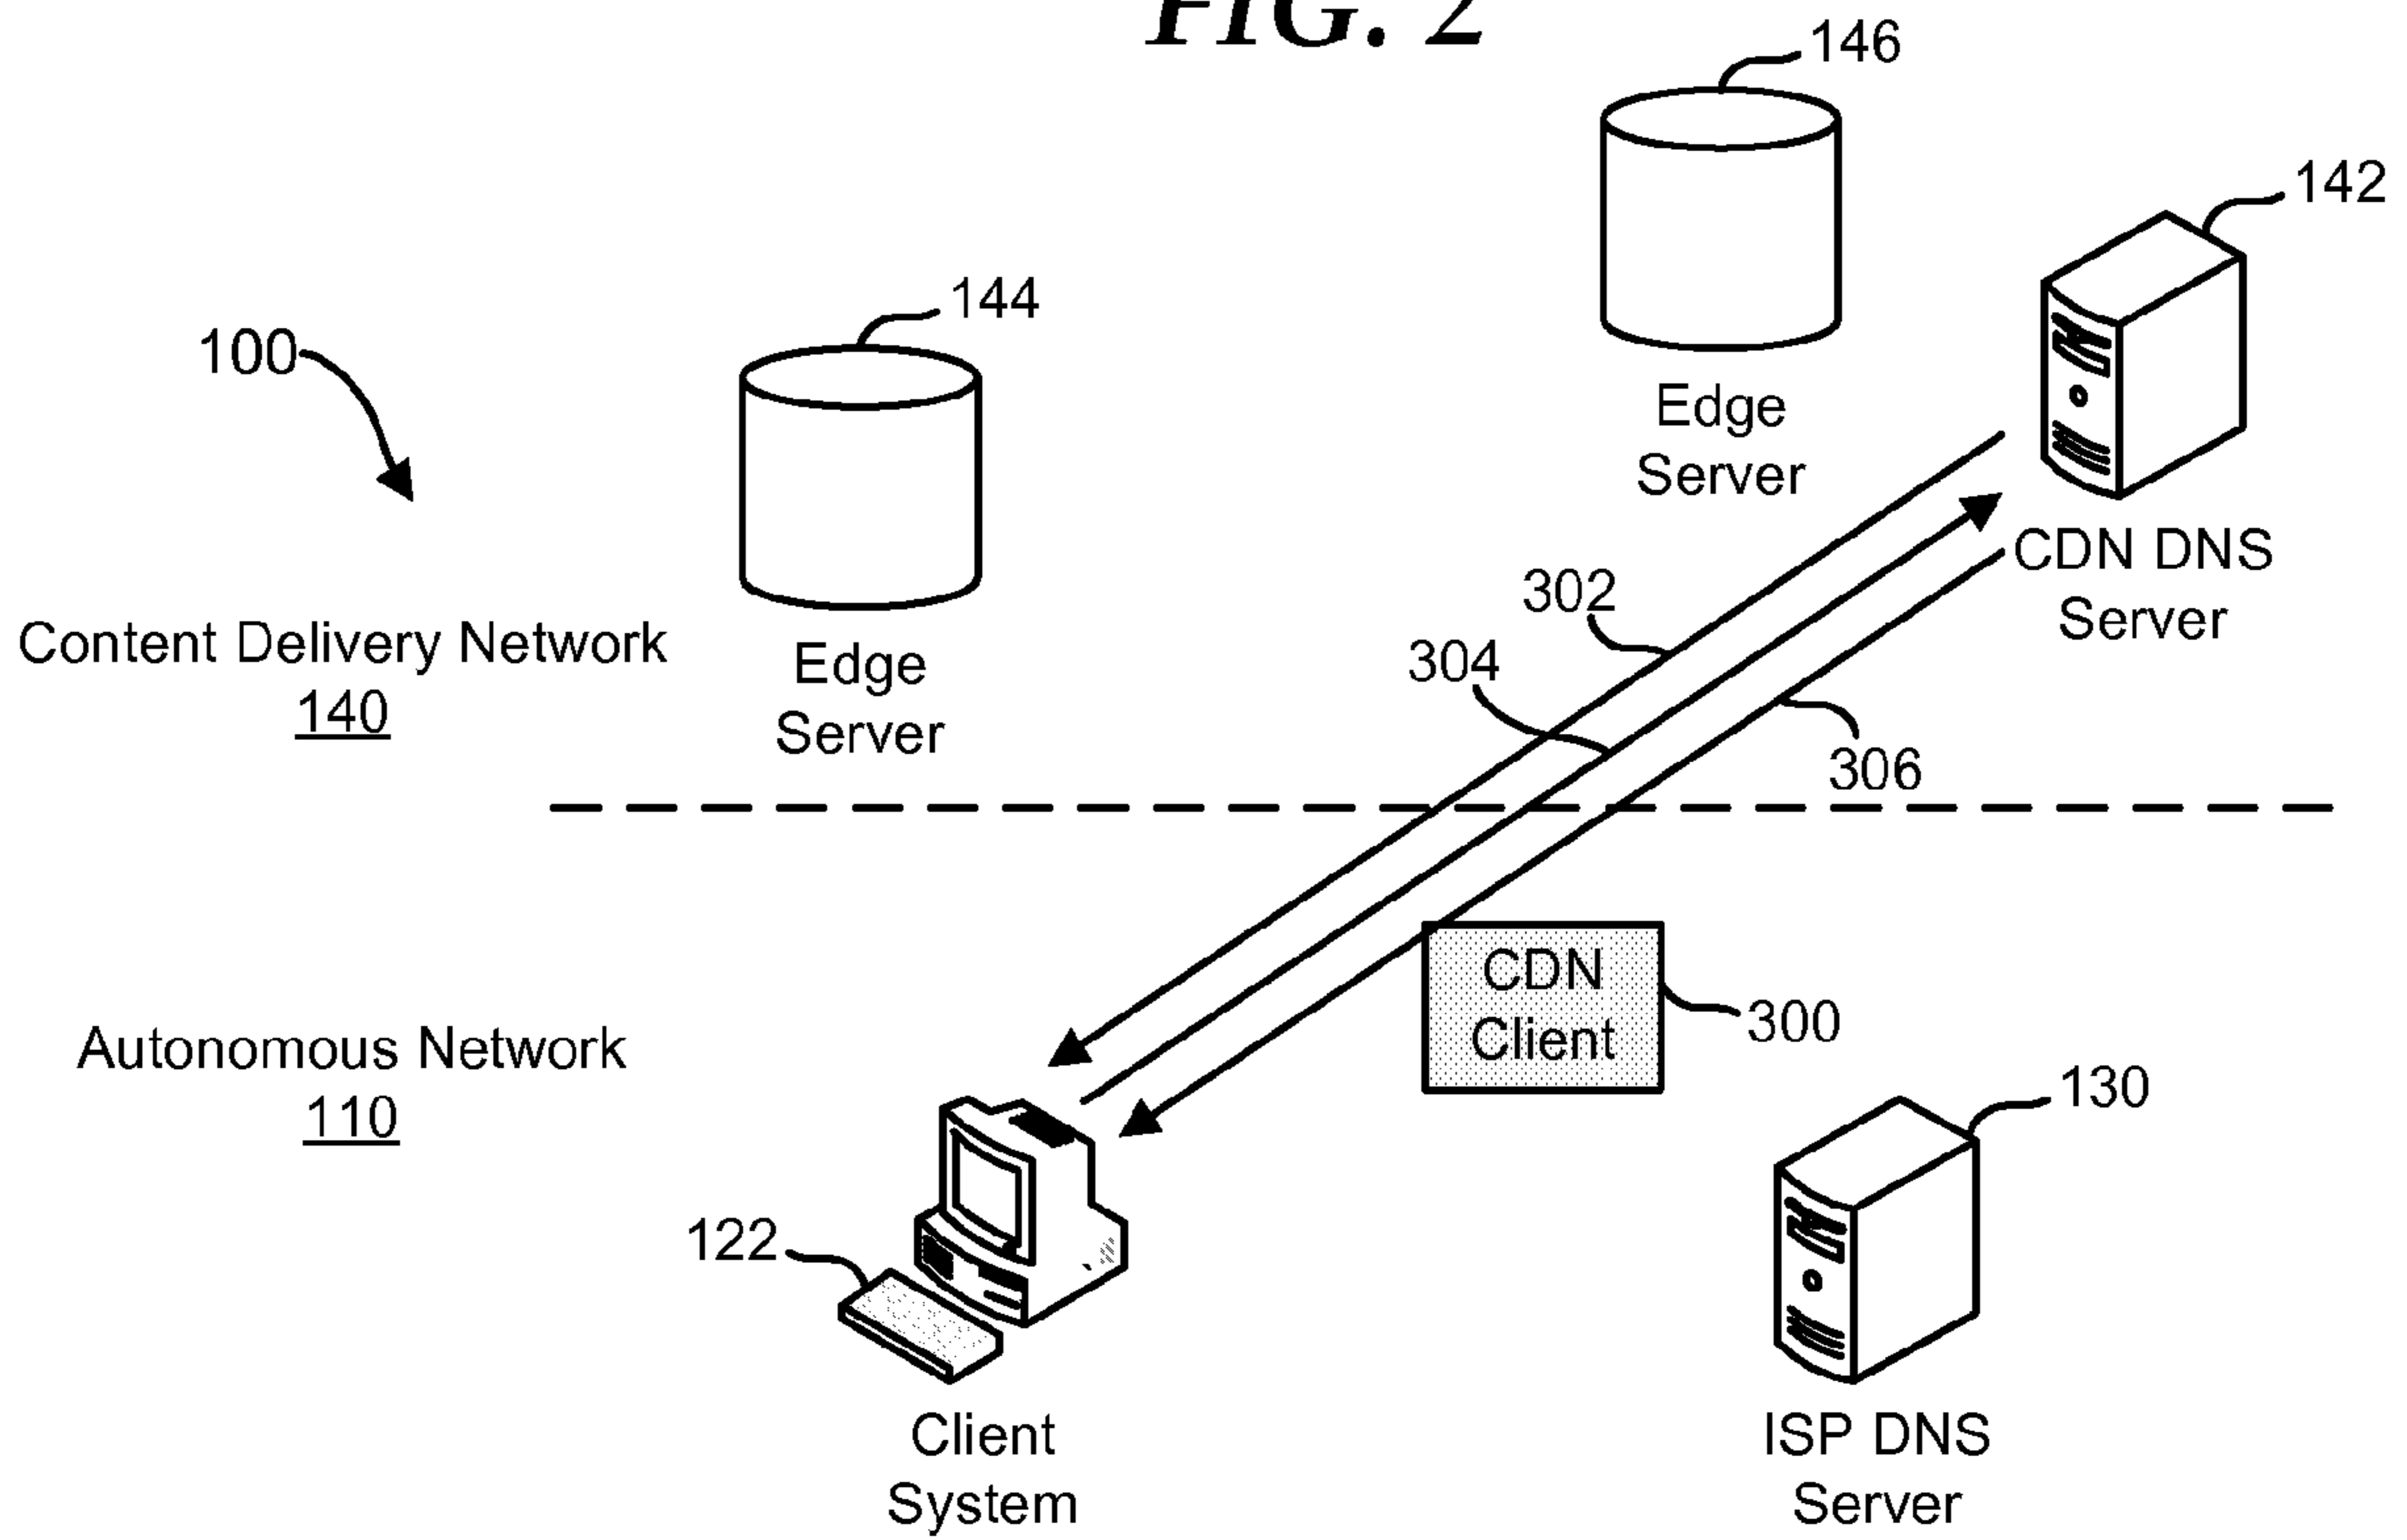 FIG. 2
146
142
144
100
Edge
Server
CDN DNS
Server
302
304
Content Delivery Network
140
Edge
Server
306
CDN
Client
300
Autonomous Network
110
130
122
Client
System
ISP DNS
Server